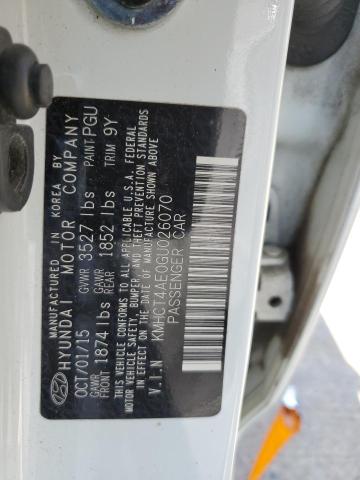 MANUFACTURED IN KOREA BY
HYUNDAI MOTOR COMPANY
OCT/01/15 GVWR 3527 lbs PAINT PGU
GAWR FRONT 1874 lbs GAWR REAR 1852 lbs TRIM 9Y
THIS VEHICLE CONFORMS TO ALL APPLICABLE U.S.A. FEDERAL
MOTOR VEHICLE SAFETY, BUMPER, AND THEFT PREVENTION STANDARDS
IN EFFECT ON THE DATE OF MANUFACTURE SHOWN ABOVE
V.I.N KMHCT4AE0GU026070
PASSENGER CAR